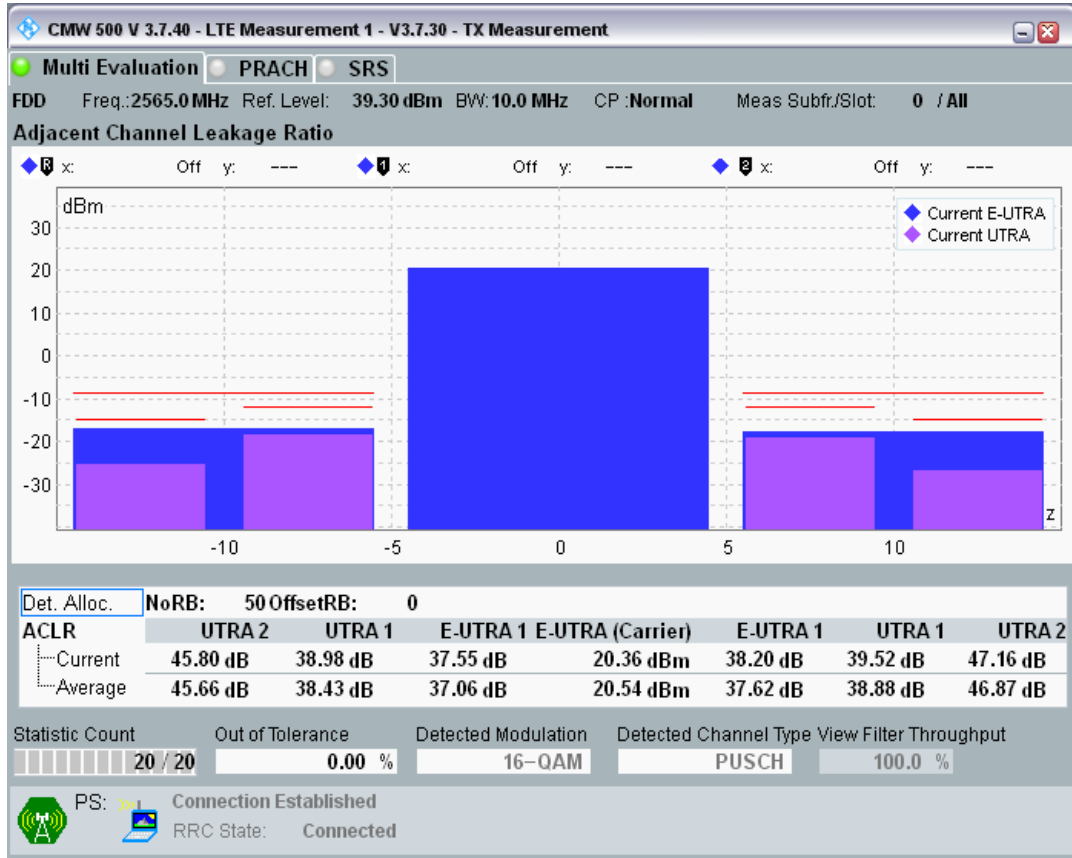 CMW 500 V 3.7.40 - LTE Measurement 1 - V3.7.30 - TX Measurement
Multi Evaluation PRACH SRS
FDD Freq.:2565.0 MHz Ref. Level: 39.30 dBm BW:10.0 MHz CP :Normal Meas Subfr./Slot: 0 / All
Adjacent Channel Leakage Ratio
R x: Off y: --- 1 x: Off y: --- 2 x: Off y: ---
dBm
Current E-UTRA
Current UTRA
30
20
10
0
-10
-20
-30
z
-10 -5 0 5 10
Det. Alloc. NoRB: 50 OffsetRB: 0
ACLR UTRA 2 UTRA 1 E-UTRA 1 E-UTRA (Carrier) E-UTRA 1 UTRA 1 UTRA 2
Current 45.80 dB 38.98 dB 37.55 dB 20.36 dBm 38.20 dB 39.52 dB 47.16 dB
Average 45.66 dB 38.43 dB 37.06 dB 20.54 dBm 37.62 dB 38.88 dB 46.87 dB
Statistic Count Out of Tolerance Detected Modulation Detected Channel Type View Filter Throughput
20 / 20 0.00 % 16-QAM PUSCH 100.0 %
PS: Connection Established
RRC State: Connected